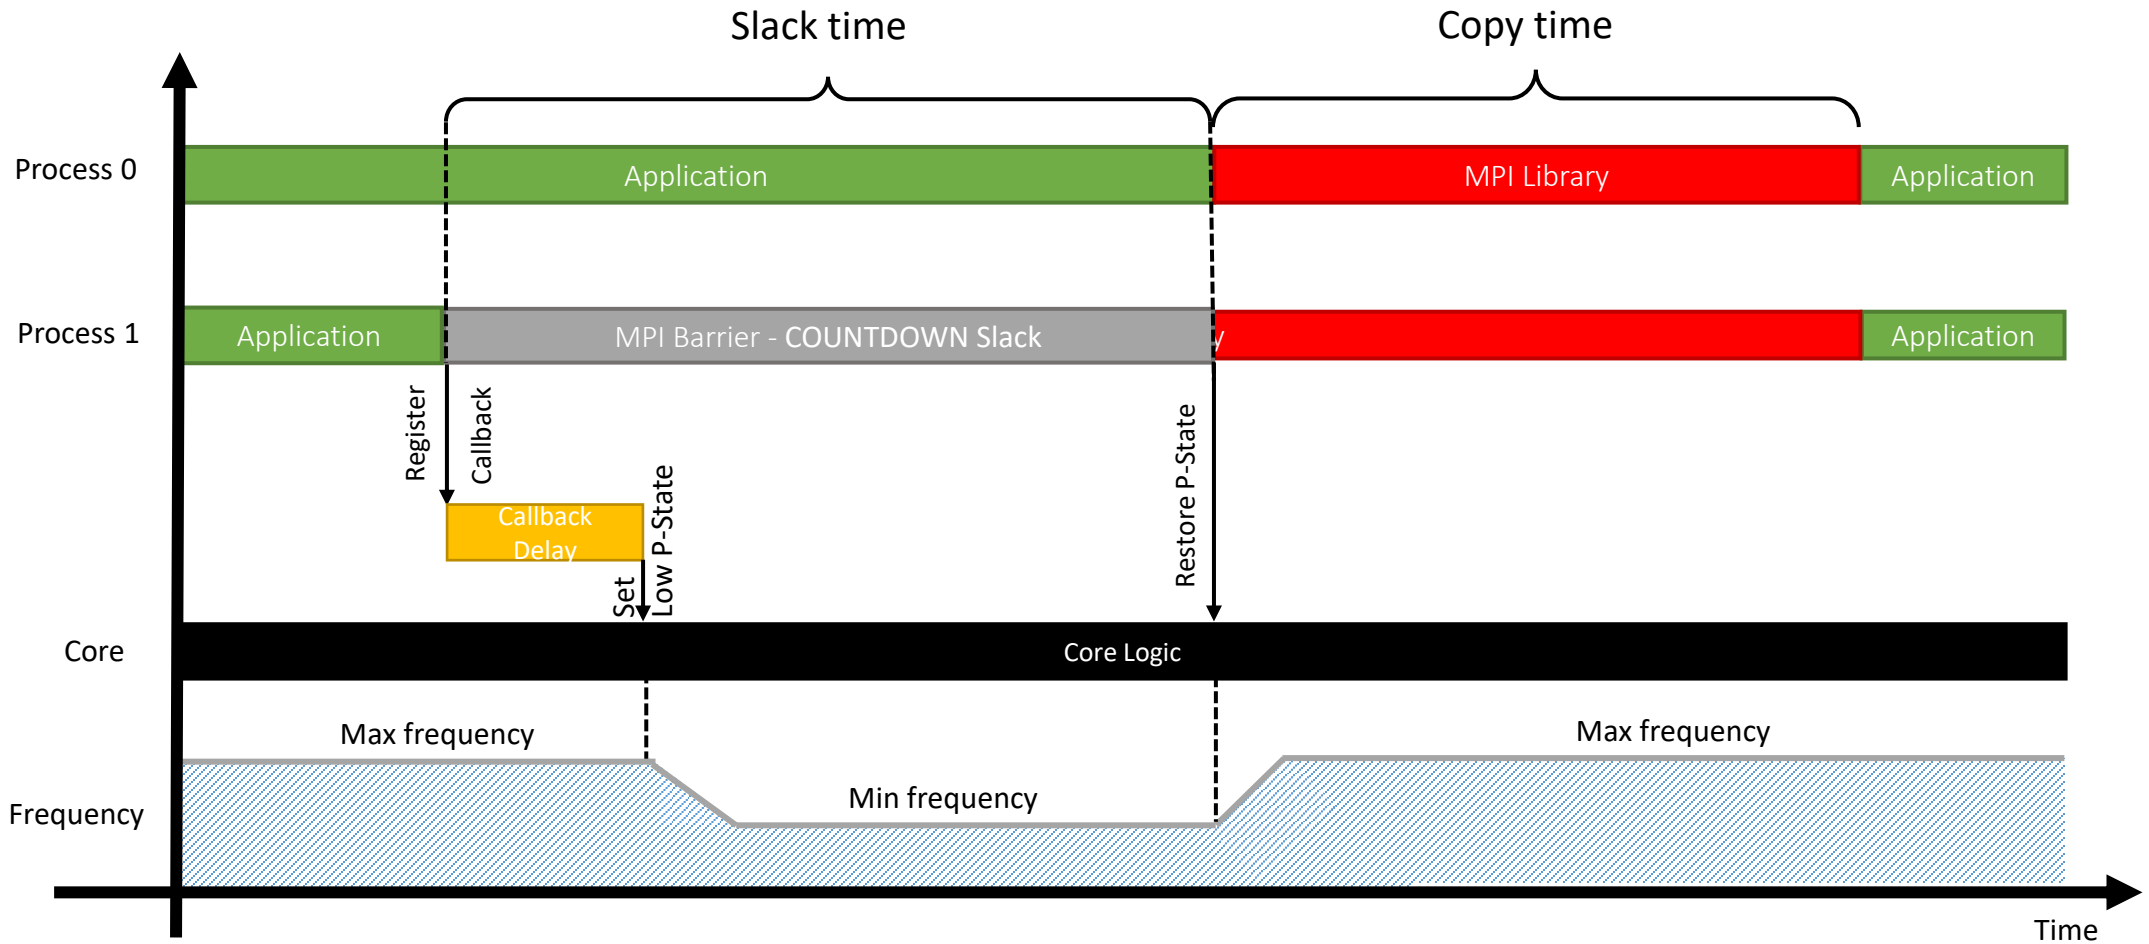 Slack time
Copy time
Process 0
Application
MPI Library
Application
Process 1
Application
MPI Barrier - COUNTDOWN Slack
y
Application
Register
Callback
Callback
Delay
Set
Low P-State
Restore P-State
Core
Core Logic
Max frequency
Max frequency
Min frequency
Frequency
Time